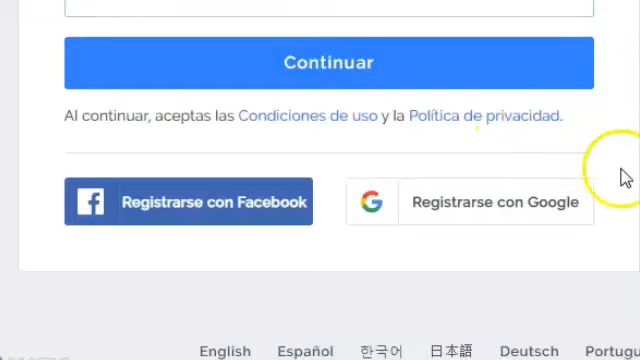 Continuar
Al continuar, aceptas las Condiciones de uso y la Política de privacidad.
Registrarse con Facebook
Registrarse con Google
English Español 한국어 日本語 Deutsch